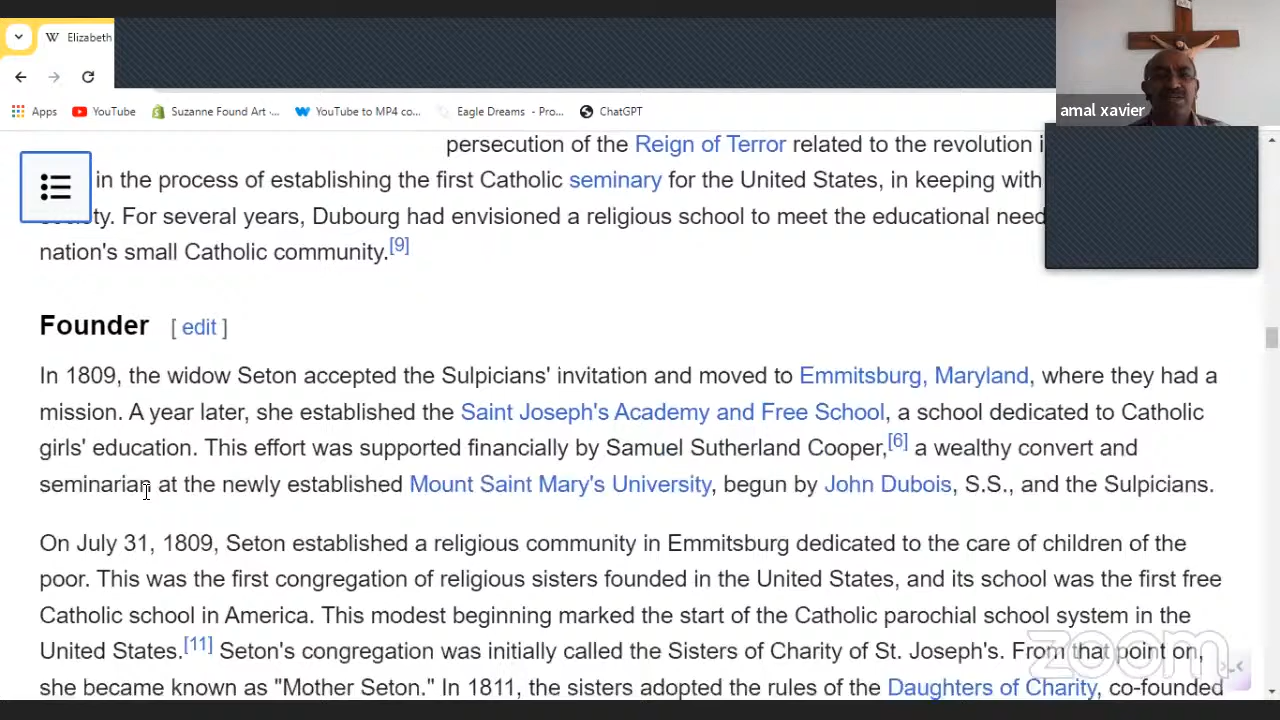 Elizabeth
Apps YouTube Suzanne Found Art -... YouTube to MP4 co... Eagle Dreams - Pro... ChatGPT
amal xavier
persecution of the Reign of Terror related to the revolution i
in the process of establishing the first Catholic seminary for the United States, in keeping with
society. For several years, Dubourg had envisioned a religious school to meet the educational need
nation's small Catholic community.[9]
Founder [ edit ]
In 1809, the widow Seton accepted the Sulpicians' invitation and moved to Emmitsburg, Maryland, where they had a
mission. A year later, she established the Saint Joseph's Academy and Free School, a school dedicated to Catholic
girls' education. This effort was supported financially by Samuel Sutherland Cooper,[6] a wealthy convert and
seminarian at the newly established Mount Saint Mary's University, begun by John Dubois, S.S., and the Sulpicians.
On July 31, 1809, Seton established a religious community in Emmitsburg dedicated to the care of children of the
poor. This was the first congregation of religious sisters founded in the United States, and its school was the first free
Catholic school in America. This modest beginning marked the start of the Catholic parochial school system in the
United States.[11] Seton's congregation was initially called the Sisters of Charity of St. Joseph's. From that point on,
she became known as "Mother Seton." In 1811, the sisters adopted the rules of the Daughters of Charity, co-founded
zoom